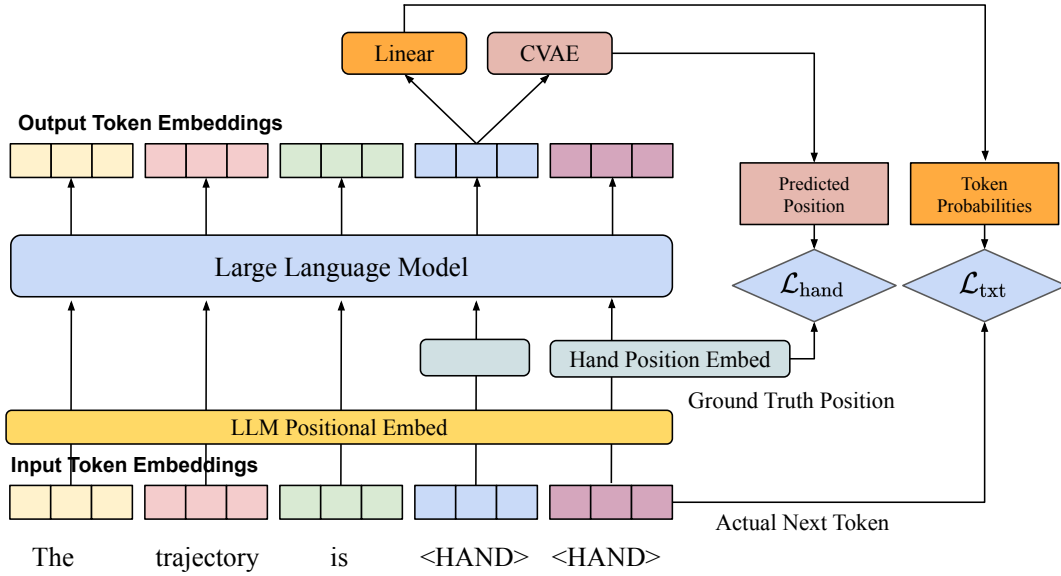 Linear
CVAE
Output Token Embeddings
Predicted
Position
Token
Probabilities
Large Language Model
ℒhand
ℒtxt
Hand Position Embed
Ground Truth Position
LLM Positional Embed
Input Token Embeddings
Actual Next Token
The
trajectory
is
<HAND>
<HAND>